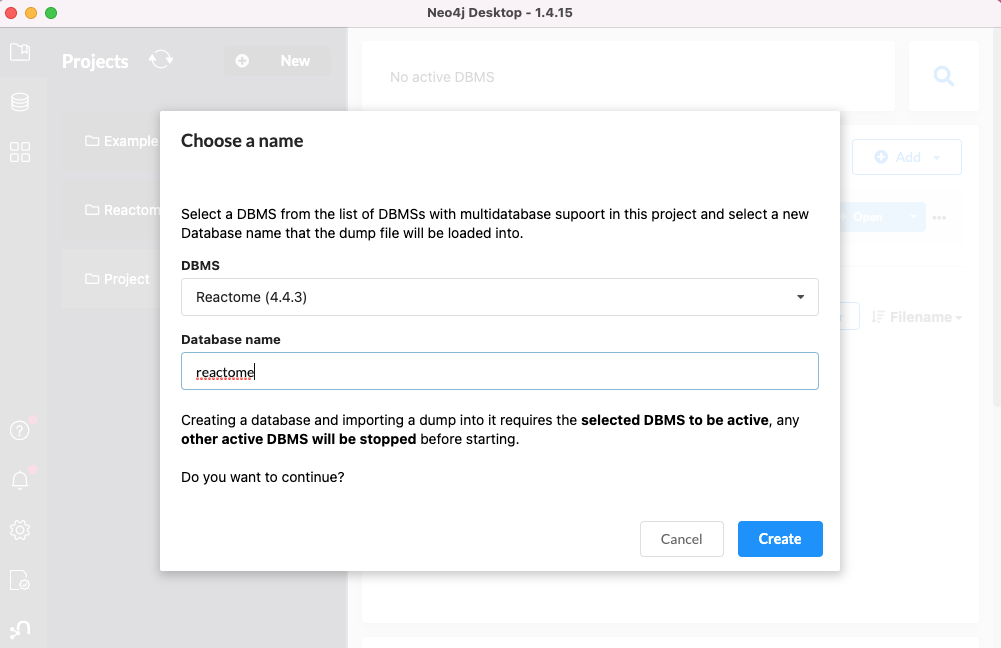 Neo4j Desktop - 1.4.15
Projects
New
No active DBMS
Example
Reactom
Project
Add
Open
Filename
Choose a name
Select a DBMS from the list of DBMSs with multidatabase supoort in this project and select a new
Database name that the dump file will be loaded into.
DBMS
Reactome (4.4.3)
Database name
reactome
Creating a database and importing a dump into it requires the selected DBMS to be active, any
other active DBMS will be stopped before starting.
Do you want to continue?
Cancel
Create